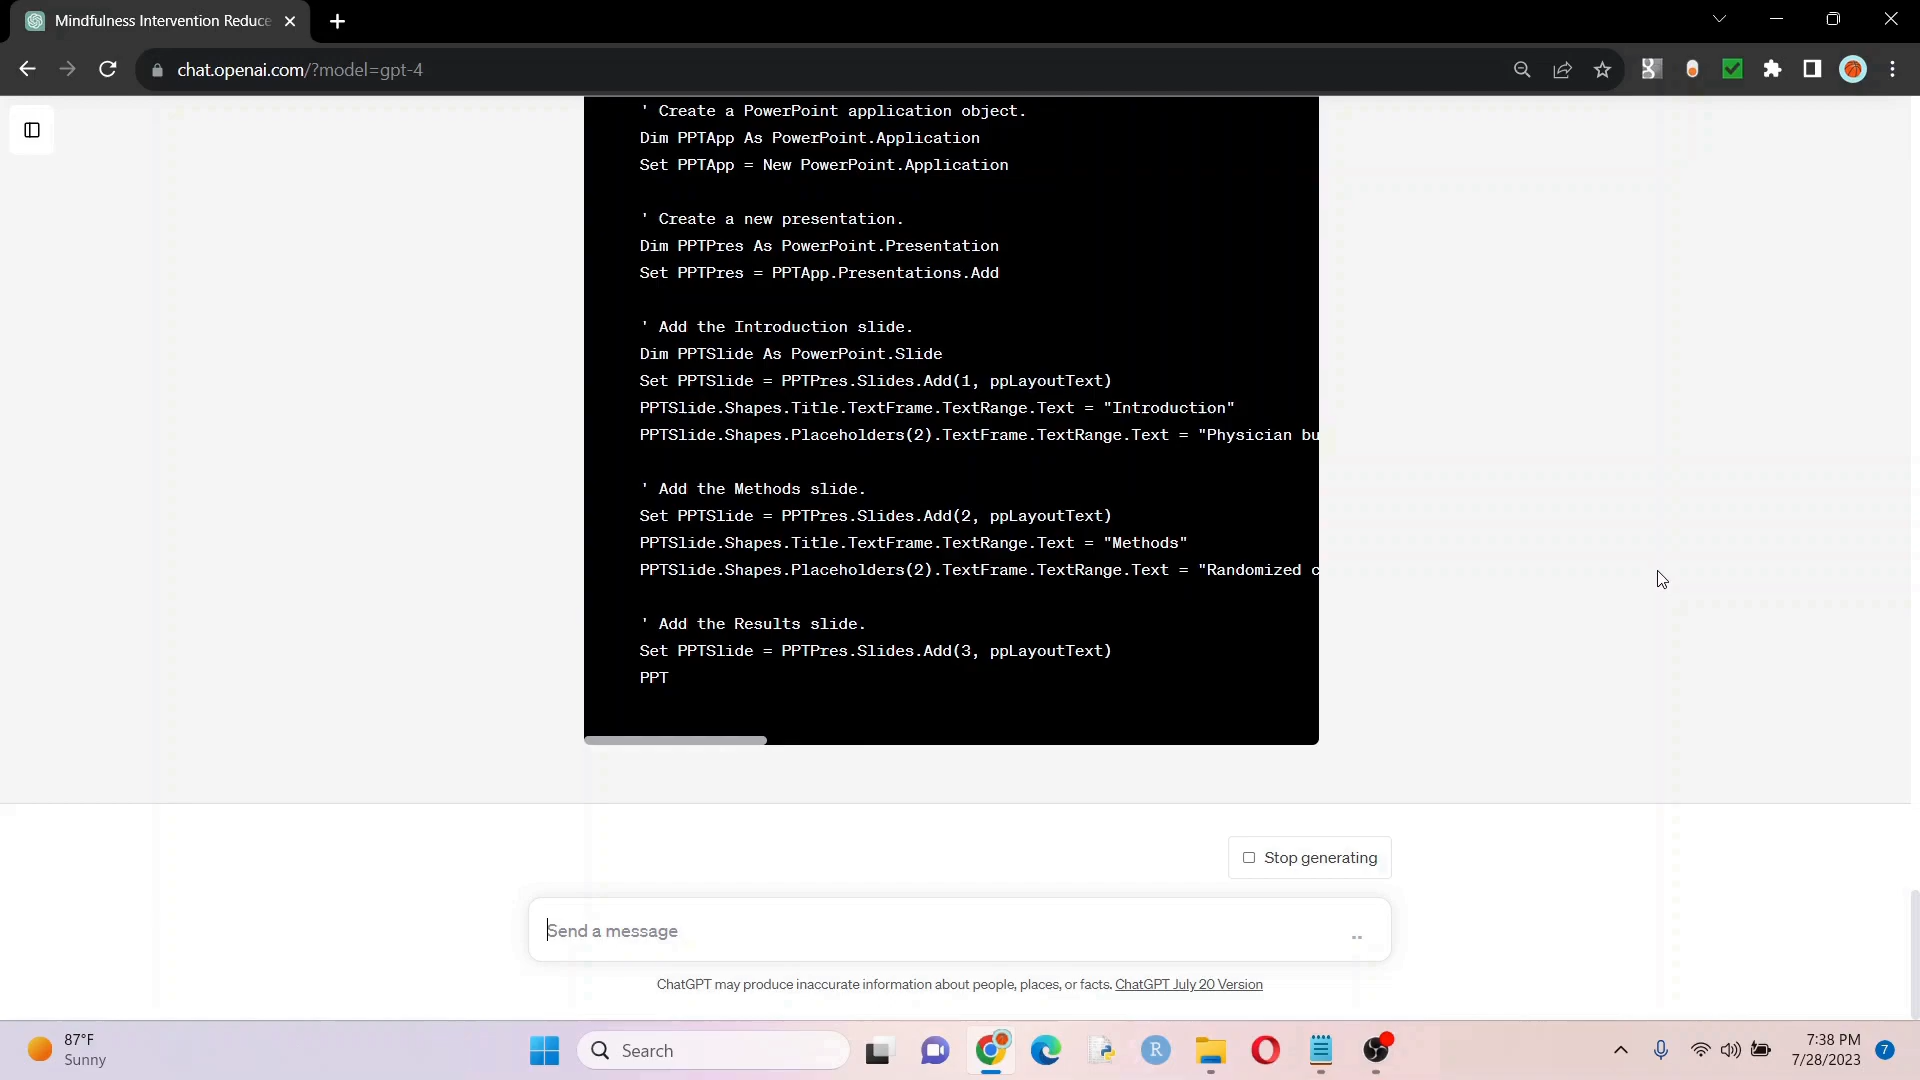 Mindfulness Intervention Reduce
chat.openai.com/?model=gpt-4
' Create a PowerPoint application object.
Dim PPTApp As PowerPoint.Application
Set PPTApp = New PowerPoint.Application
' Create a new presentation.
Dim PPTPres As PowerPoint.Presentation
Set PPTPres = PPTApp.Presentations.Add
' Add the Introduction slide.
Dim PPTSlide As PowerPoint.Slide
Set PPTSlide = PPTPres.Slides.Add(1, ppLayoutText)
PPTSlide.Shapes.Title.TextFrame.TextRange.Text = "Introduction"
PPTSlide.Shapes.Placeholders(2).TextFrame.TextRange.Text = "Physician bu
' Add the Methods slide.
Set PPTSlide = PPTPres.Slides.Add(2, ppLayoutText)
PPTSlide.Shapes.Title.TextFrame.TextRange.Text = "Methods"
PPTSlide.Shapes.Placeholders(2).TextFrame.TextRange.Text = "Randomized c
' Add the Results slide.
Set PPTSlide = PPTPres.Slides.Add(3, ppLayoutText)
PPT
Stop generating
Send a message
ChatGPT may produce inaccurate information about people, places, or facts. ChatGPT July 20 Version
87°F
Sunny
Search
R
7:38 PM
7/28/2023
7